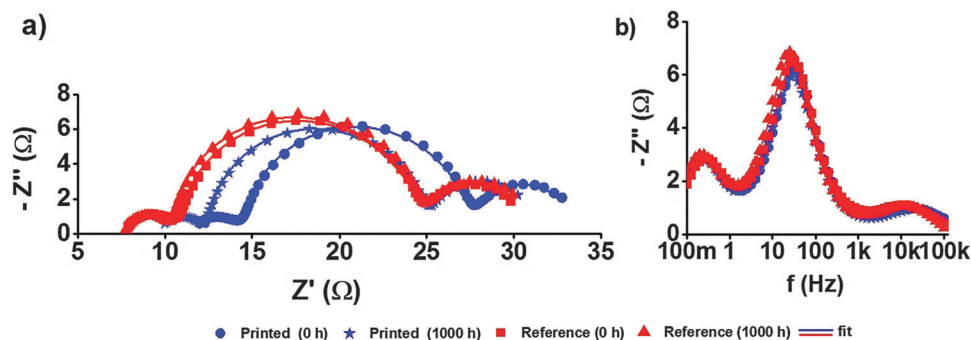 a)
- Z'' (Ω)
8
6
4
2
0
5 10 15 20 25 30 35
Z' (Ω)
b)
- Z'' (Ω)
8
6
4
2
0
100m 1 10 100 1k 10k 100k
f (Hz)
Printed (0 h) Printed (1000 h) Reference (0 h) Reference (1000 h) fit